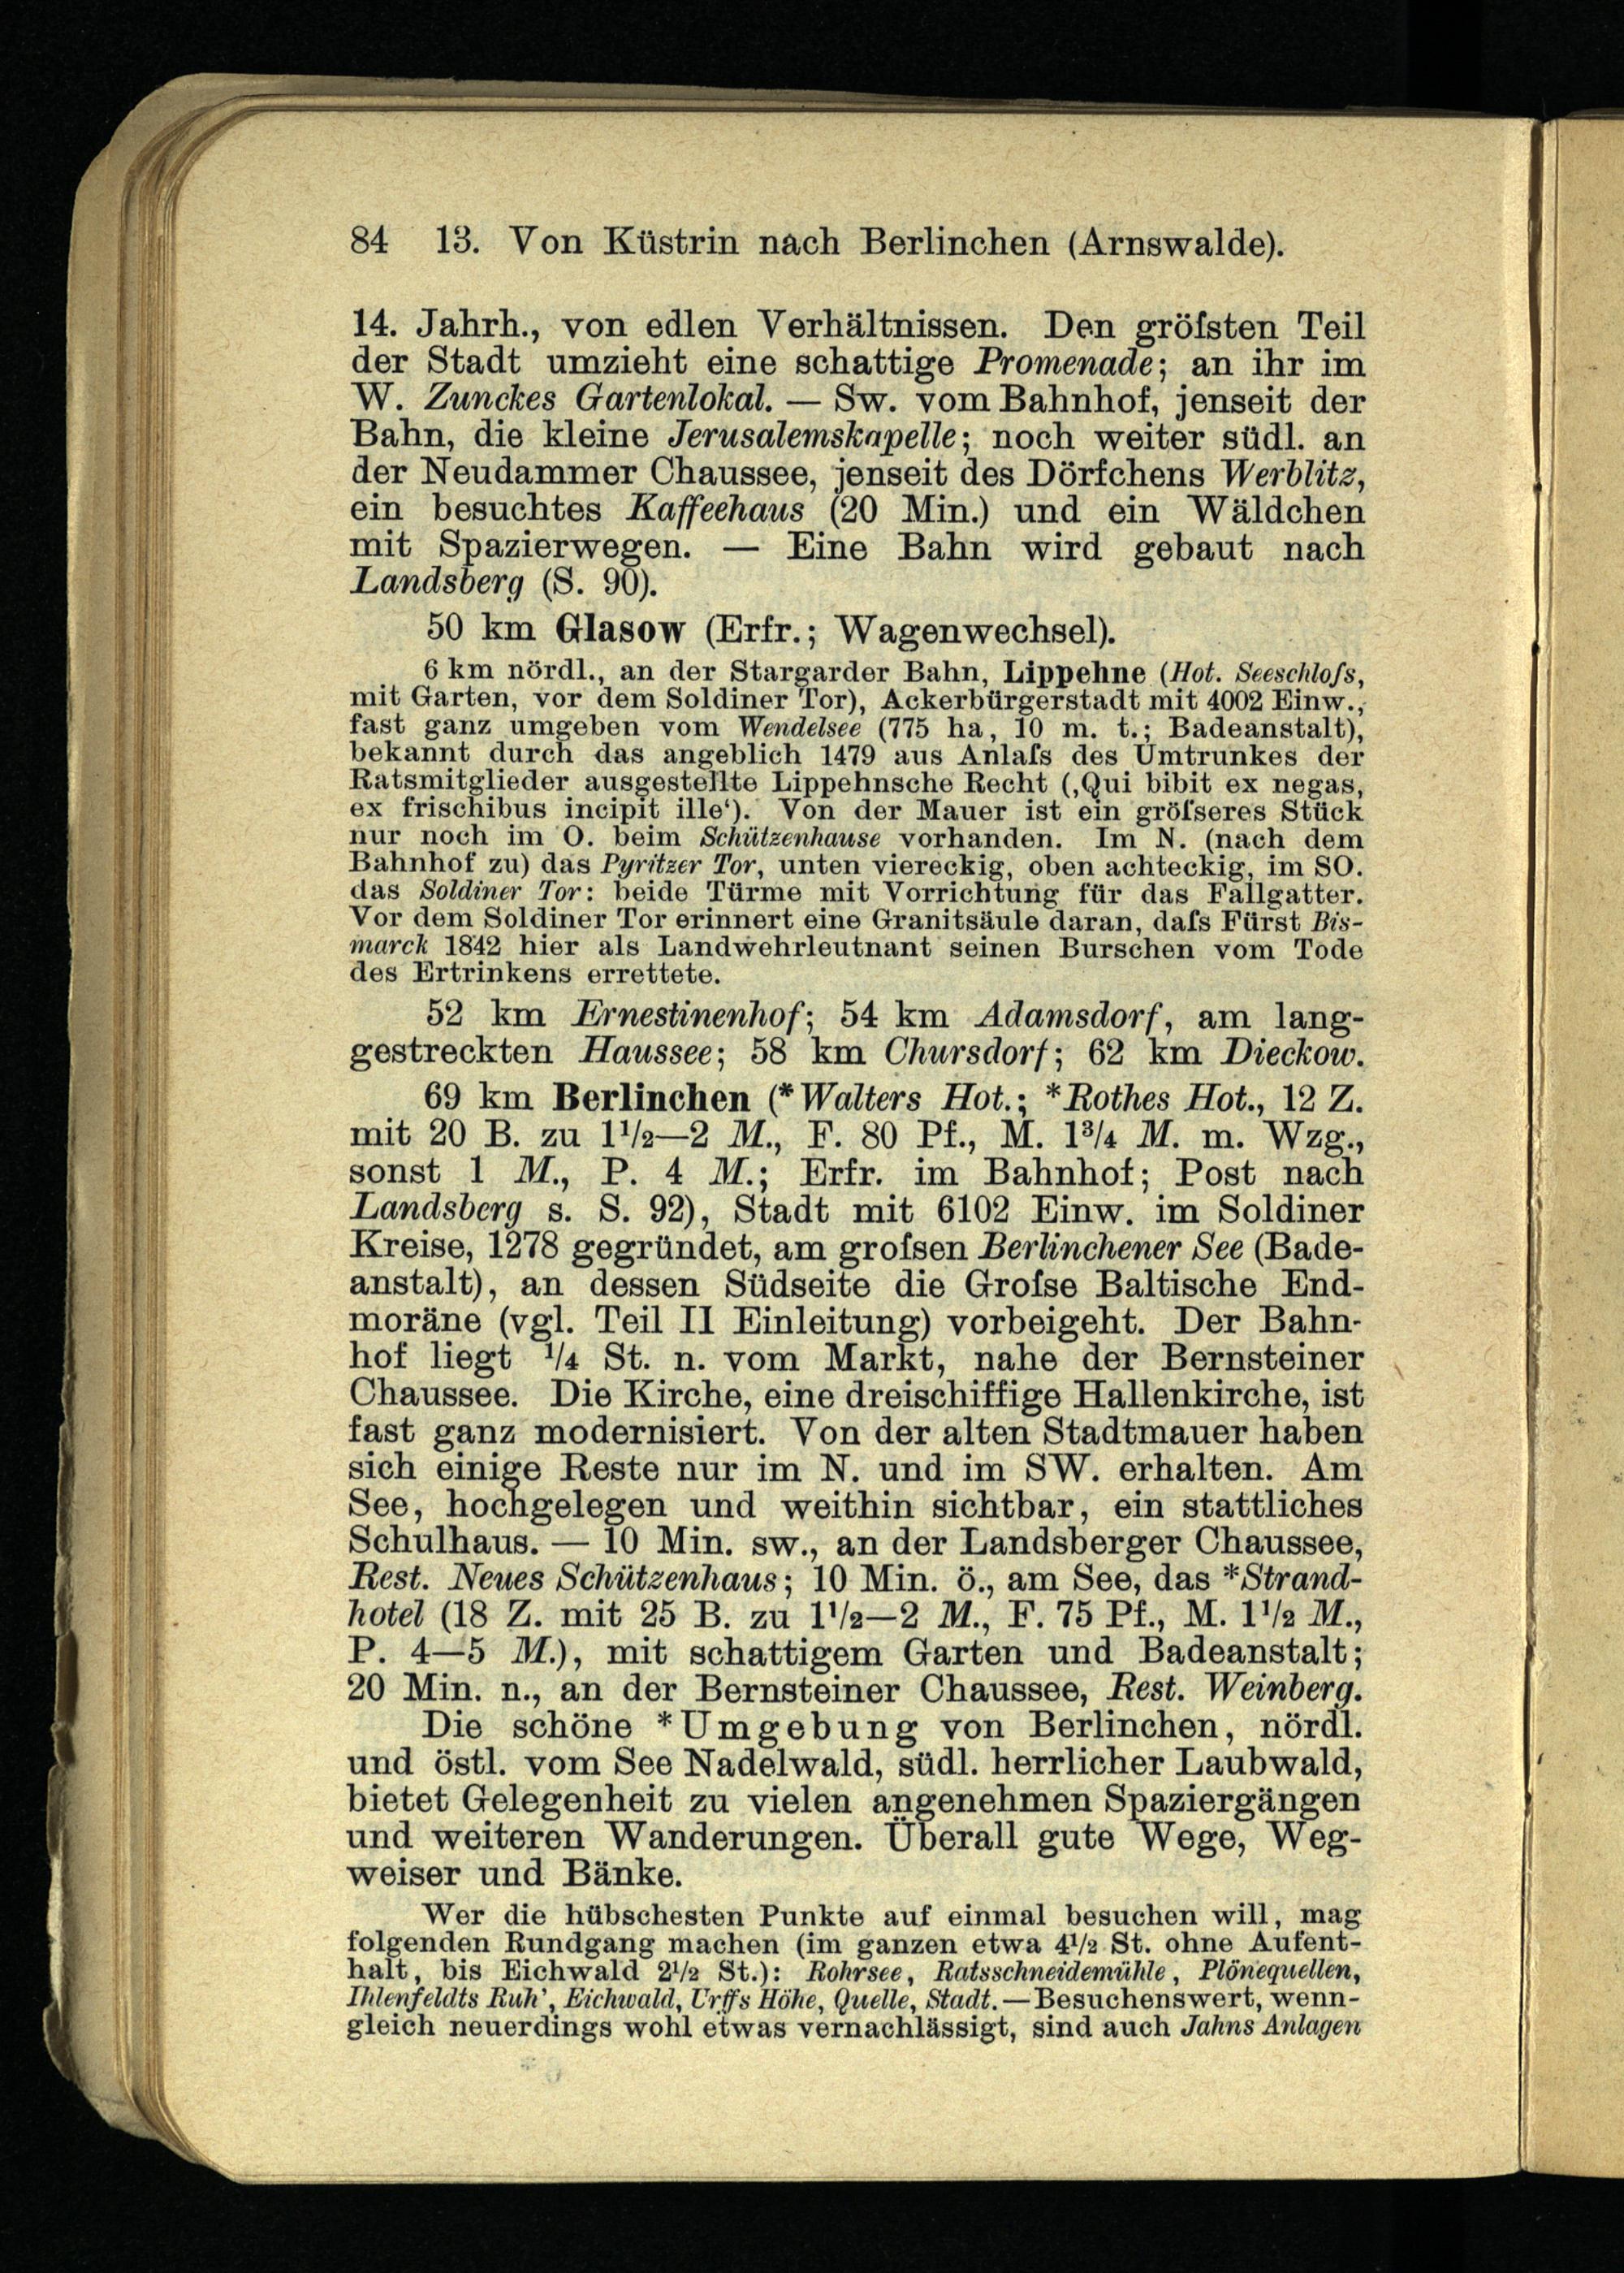 84 13. Von Küstrin nach Berlinchen (Arnswalde).
14. Jahrh., von edlen Verhältnissen. Den gröſsten Teil
der Stadt umzieht eine schattige Promenade; an ihr im
W. Zunckes Gartenlokal. — Sw. vom Bahnhof, jenseit der
Bahn, die kleine Jerusalemskapelle; noch weiter südl. an
der Neudammer Chaussee, jenseit des Dörfchens Werblitz,
ein besuchtes Kaffeehaus (20 Min.) und ein Wäldchen
mit Spazierwegen. — Eine Bahn wird gebaut nach
Landsberg (S. 90).
50 km Glasow (Erfr.; Wagenwechsel).
6 km nördl., an der Stargarder Bahn, Lippehne (Hot. Seeschloſs,
mit Garten, vor dem Soldiner Tor), Ackerbürgerstadt mit 4002 Einw.,
fast ganz umgeben vom Wendelsee (775 ha, 10 m. t.; Badeanstalt),
bekannt durch das angeblich 1479 aus Anlaſs des Umtrunkes der
Ratsmitglieder ausgestellte Lippehnsche Recht (‚Qui bibit ex negas,
ex frischibus incipit ille‘). Von der Mauer ist ein gröſseres Stück
nur noch im O. beim Schützenhause vorhanden. Im N. (nach dem
Bahnhof zu) das Pyritzer Tor, unten viereckig, oben achteckig, im SO.
das Soldiner Tor: beide Türme mit Vorrichtung für das Fallgatter.
Vor dem Soldiner Tor erinnert eine Granitsäule daran, daſs Fürst Bis-
marck 1842 hier als Landwehrleutnant seinen Burschen vom Tode
des Ertrinkens errettete.
52 km Ernestinenhof; 54 km Adamsdorf, am lang-
gestreckten Haussee; 58 km Chursdorf; 62 km Dieckow.
69 km Berlinchen (*Walters Hot.; *Rothes Hot., 12 Z.
mit 20 B. zu 1½—2 M., F. 80 Pf., M. 1¾ M. m. Wzg.,
sonst 1 M., P. 4 M.; Erfr. im Bahnhof; Post nach
Landsberg s. S. 92), Stadt mit 6102 Einw. im Soldiner
Kreise, 1278 gegründet, am groſsen Berlinchener See (Bade-
anstalt), an dessen Südseite die Groſse Baltische End-
moräne (vgl. Teil II Einleitung) vorbeigeht. Der Bahn-
hof liegt ¼ St. n. vom Markt, nahe der Bernsteiner
Chaussee. Die Kirche, eine dreischiffige Hallenkirche, ist
fast ganz modernisiert. Von der alten Stadtmauer haben
sich einige Reste nur im N. und im SW. erhalten. Am
See, hochgelegen und weithin sichtbar, ein stattliches
Schulhaus. — 10 Min. sw., an der Landsberger Chaussee,
Rest. Neues Schützenhaus; 10 Min. ö., am See, das *Strand-
hotel (18 Z. mit 25 B. zu 1½—2 M., F. 75 Pf., M. 1½ M.,
P. 4—5 M.), mit schattigem Garten und Badeanstalt;
20 Min. n., an der Bernsteiner Chaussee, Rest. Weinberg.
Die schöne *Umgebung von Berlinchen, nördl.
und östl. vom See Nadelwald, südl. herrlicher Laubwald,
bietet Gelegenheit zu vielen angenehmen Spaziergängen
und weiteren Wanderungen. Überall gute Wege, Weg-
weiser und Bänke.
Wer die hübschesten Punkte auf einmal besuchen will, mag
folgenden Rundgang machen (im ganzen etwa 4½ St. ohne Aufent-
halt, bis Eichwald 2½ St.): Rohrsee, Ratsschneidemühle, Plönequellen,
Ihlenfeldts Ruh’, Eichwald, Urffs Höhe, Quelle, Stadt. — Besuchenswert, wenn-
gleich neuerdings wohl etwas vernachlässigt, sind auch Jahns Anlagen